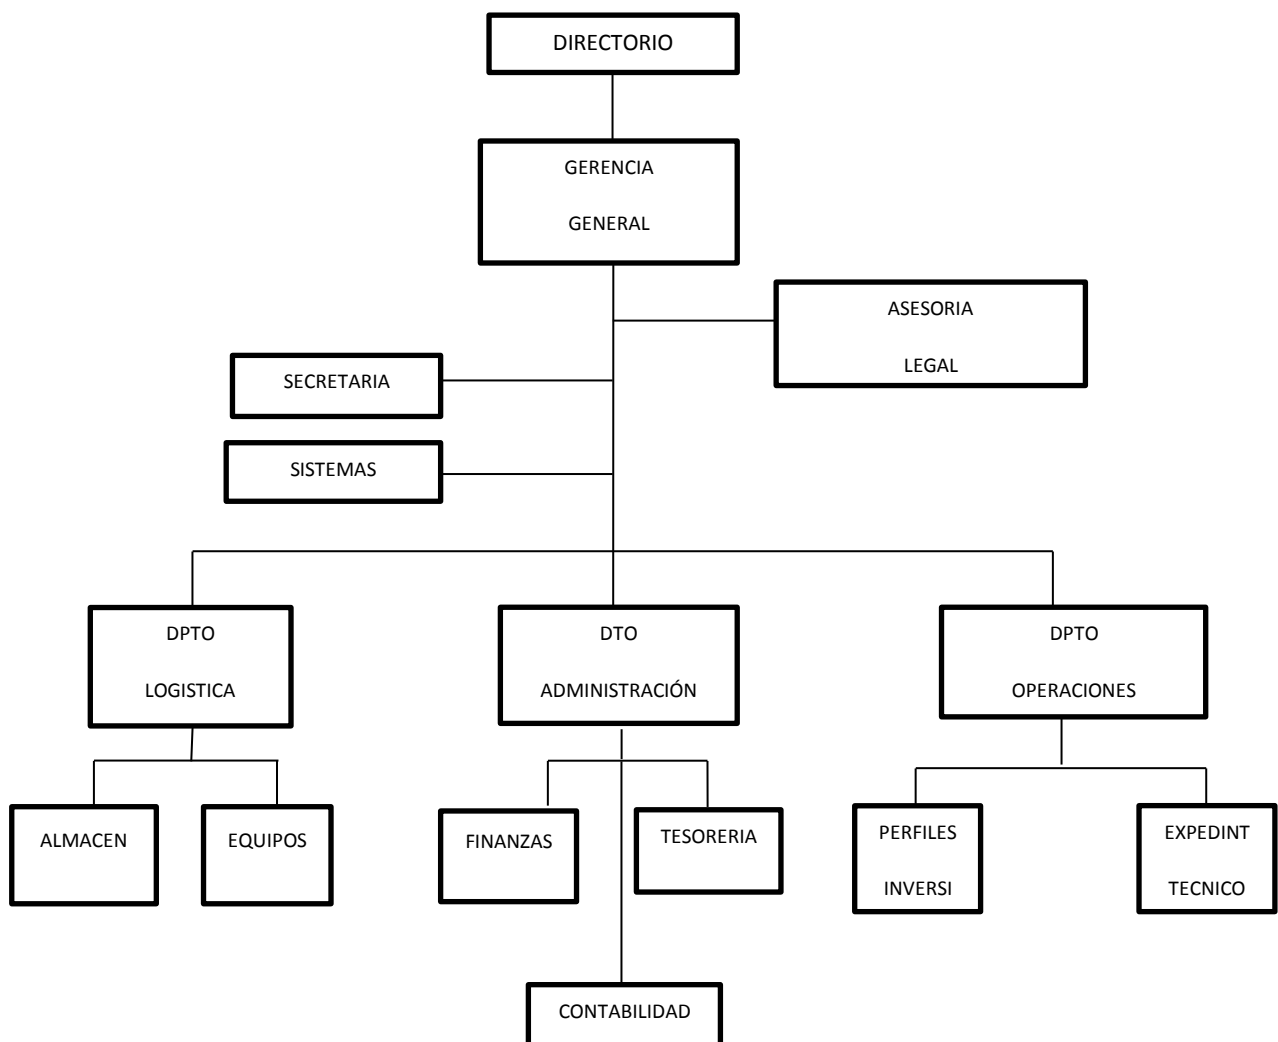 DIRECTORIO
GERENCIA
GENERAL
ASESORIA
LEGAL
SECRETARIA
SISTEMAS
DPTO
LOGISTICA
DTO
ADMINISTRACIÓN
DPTO
OPERACIONES
ALMACEN
EQUIPOS
FINANZAS
TESORERIA
PERFILES
INVERSI
EXPEDINT
TECNICO
CONTABILIDAD